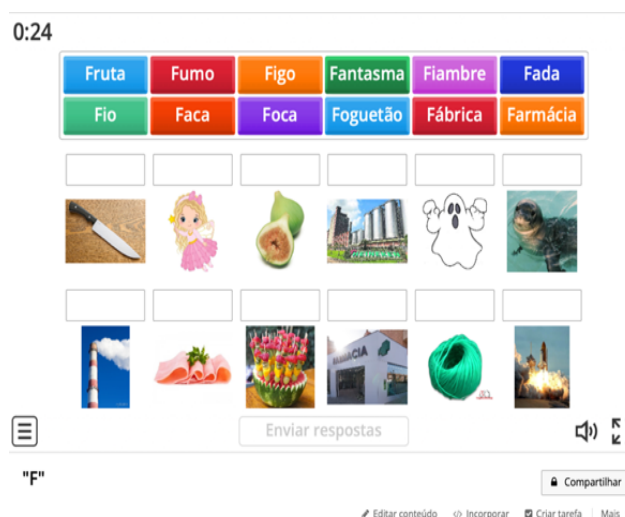 0:24
Fruta Fumo Figo Fantasma Fiambre Fada
Fio Faca Foca Foguetão Fábrica Farmácia
Enviar respostas
"F"
Compartilhar
Editar conteúdo Incorporar Criar tarefa Mais